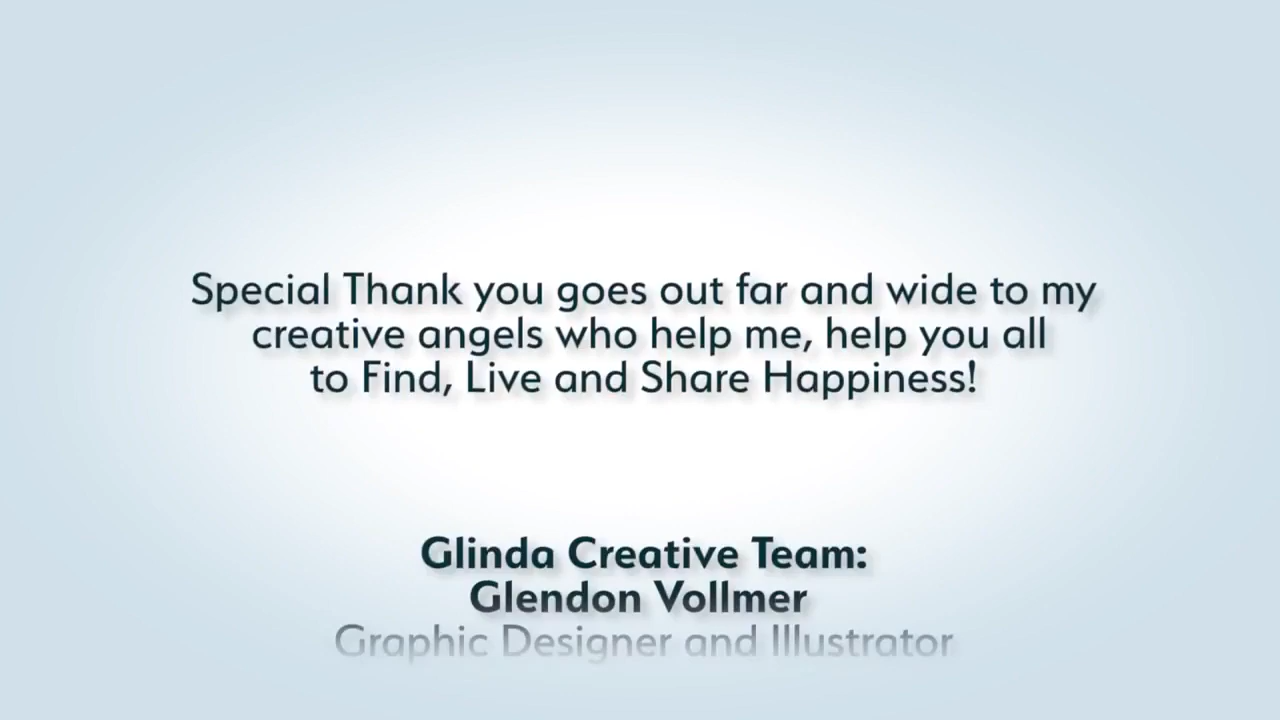 Special Thank you goes out far and wide to my
creative angels who help me, help you all
to Find, Live and Share Happiness!
Glinda Creative Team:
Glendon Vollmer
Graphic Designer and Illustrator